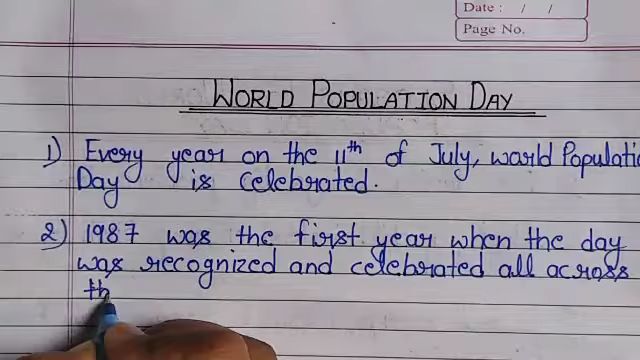 Date : / /
Page No.
WORLD POPULATION DAY
1) Every year on the 11th of July, world Populatio
Day is celebrated.
2) 1987 was the first year when the day
was recognized and celebrated all across
th